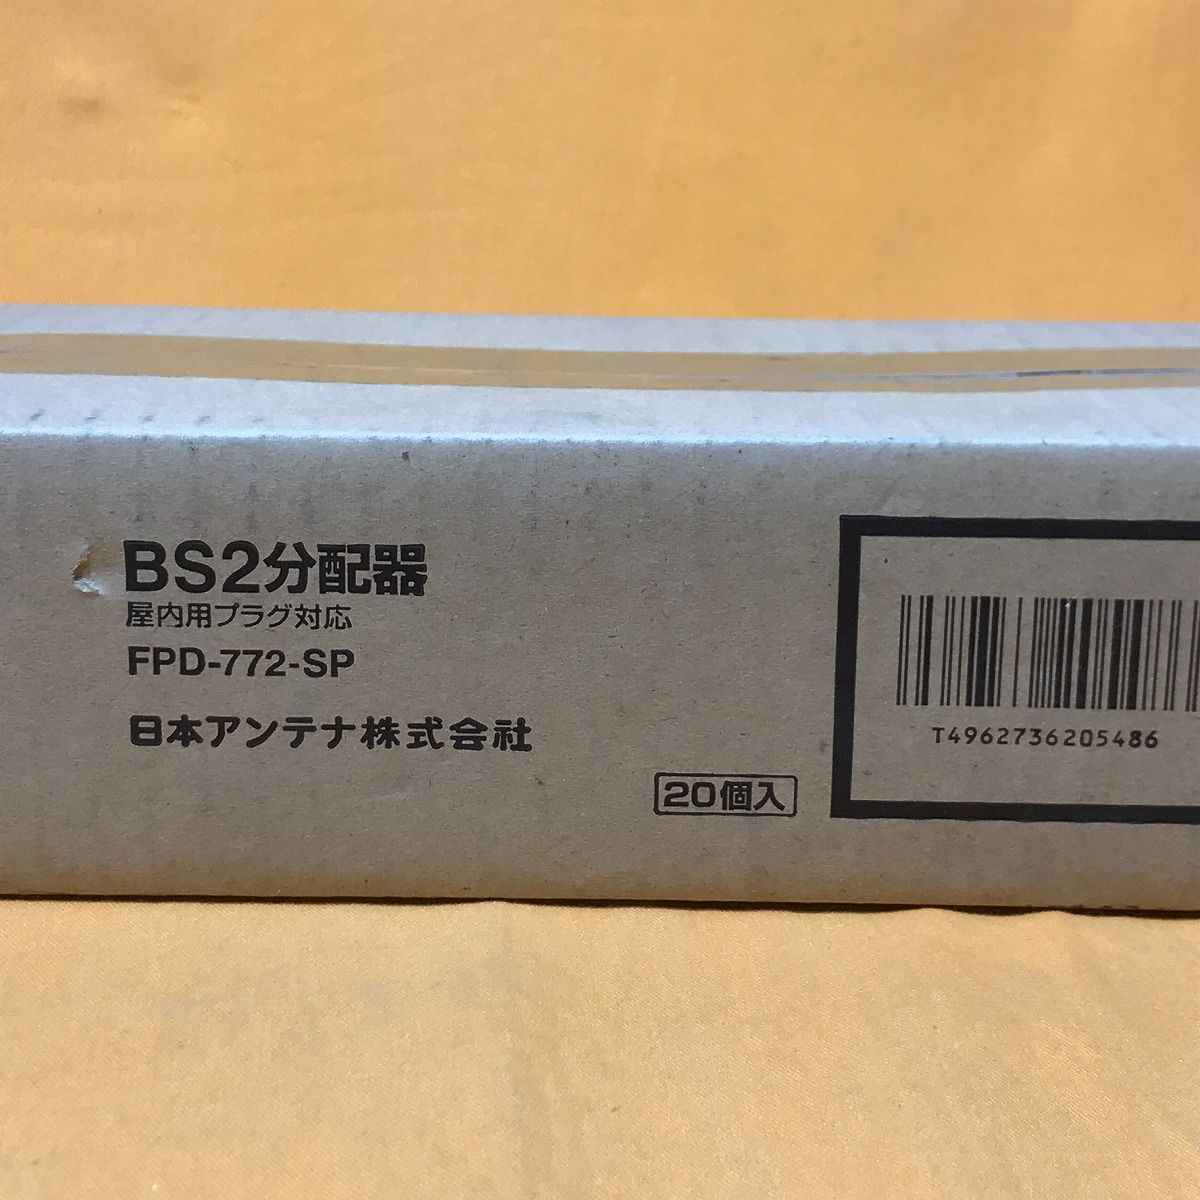 BS2分配器
屋内用プラグ対応
FPD-772-SP
日本アンテナ株式会社
20個入
T4962736205486